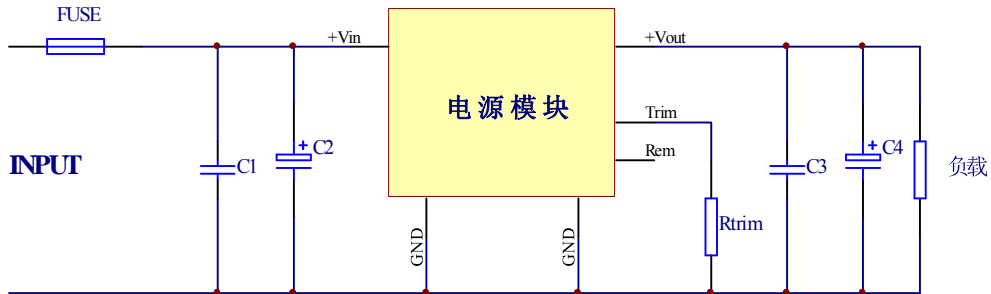 FUSE
+Vin
+Vout
电源模块
Trim
Rem
INPUT
C1
C2
C3
C4
负载
Rtrim
GND
GND